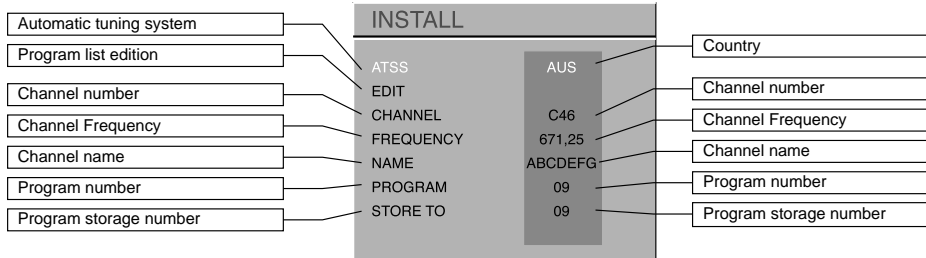 INSTALL
Automatic tuning system
Program list edition
Channel number
Channel Frequency
Channel name
Program number
Program storage number
ATSS AUS
EDIT
CHANNEL C46
FREQUENCY 671,25
NAME ABCDEFG
PROGRAM 09
STORE TO 09
Country
Channel number
Channel Frequency
Channel name
Program number
Program storage number